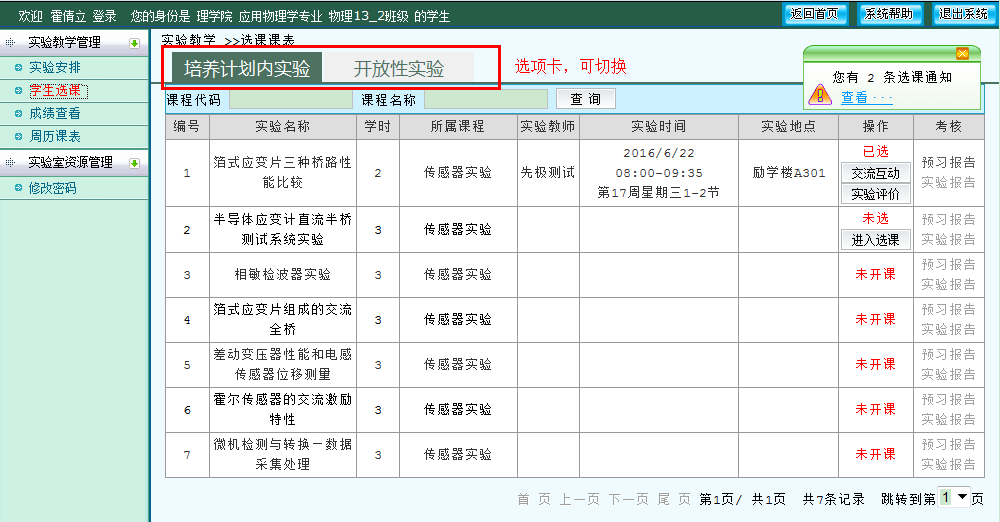 欢迎 霍倩立 登录 您的身份是 理学院 应用物理学专业 物理13_2班级 的学生
返回首页 系统帮助 退出系统
实验教学管理
实验安排
学生选课
成绩查看
周历课表
实验室资源管理
修改密码
实验教学 >>选课课表
培养计划内实验 开放性实验
选项卡，可切换
您有 2 条选课通知
查看...
课程代码 课程名称 查 询
编号 实验名称 学时 所属课程 实验教师 实验时间 实验地点 操作 考核
1 箔式应变片三种桥路性能比较 2 传感器实验 先极测试 2016/6/22 08:00-09:35 第17周星期三1-2节 励学楼A301 已选 交流互动 实验评价 预习报告 实验报告
2 半导体应变计直流半桥测试系统实验 3 传感器实验 未选 进入选课 预习报告 实验报告
3 相敏检波器实验 3 传感器实验 未开课 预习报告 实验报告
4 箔式应变片组成的交流全桥 3 传感器实验 未开课 预习报告 实验报告
5 差动变压器性能和电感传感器位移测量 3 传感器实验 未开课 预习报告 实验报告
6 霍尔传感器的交流激励特性 3 传感器实验 未开课 预习报告 实验报告
7 微机检测与转换－数据采集处理 3 传感器实验 未开课 预习报告 实验报告
首 页 上一页 下一页 尾 页 第1页/ 共1页 共7条记录 跳转到第 1 页